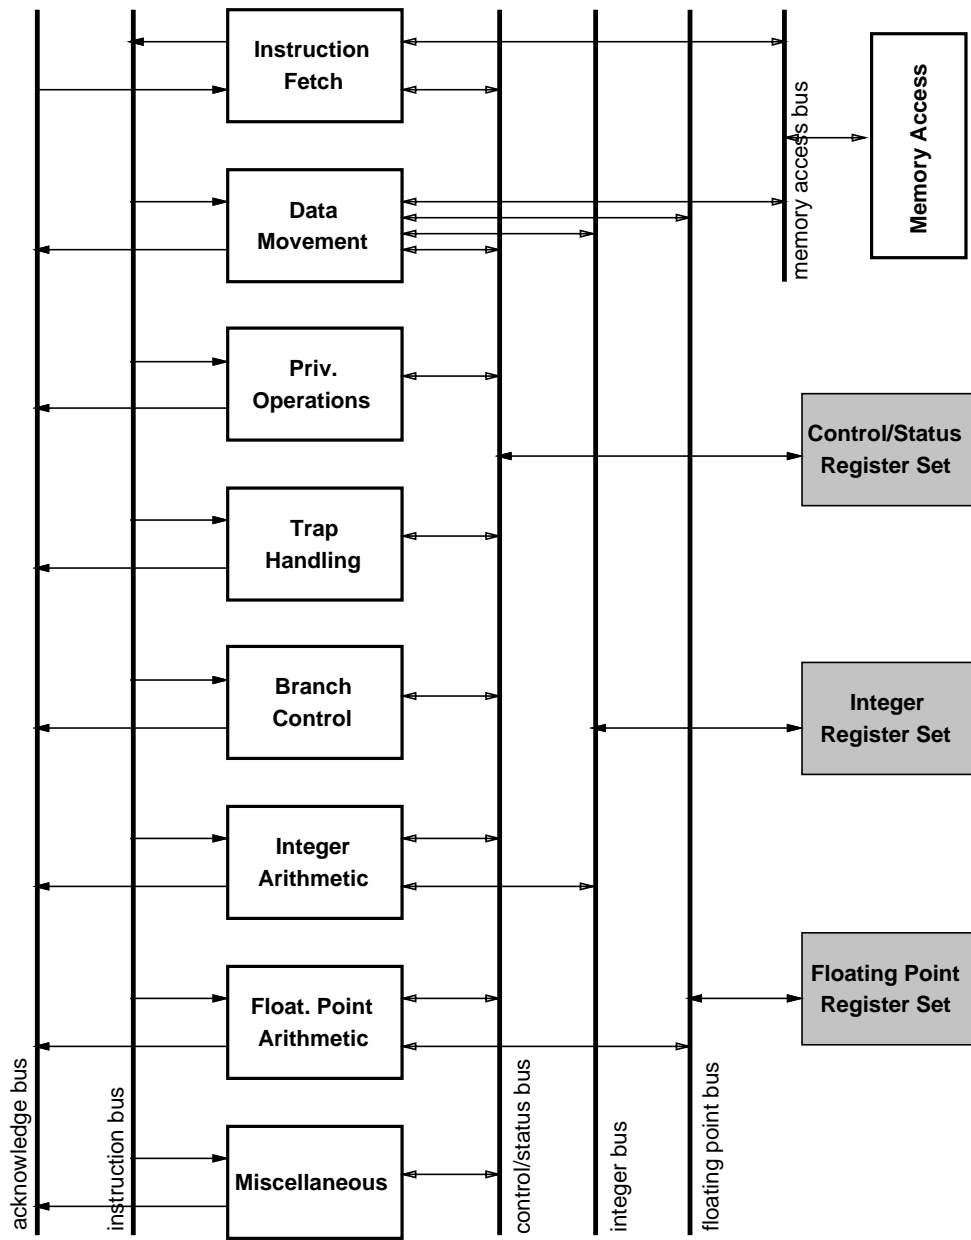 Instruction
Fetch
memory access bus
Memory Access
Data
Movement
Priv.
Operations
Control/Status
Register Set
Trap
Handling
Branch
Control
Integer
Register Set
Integer
Arithmetic
Floating Point
Register Set
Float. Point
Arithmetic
acknowledge bus
instruction bus
control/status bus
integer bus
floating point bus
Miscellaneous